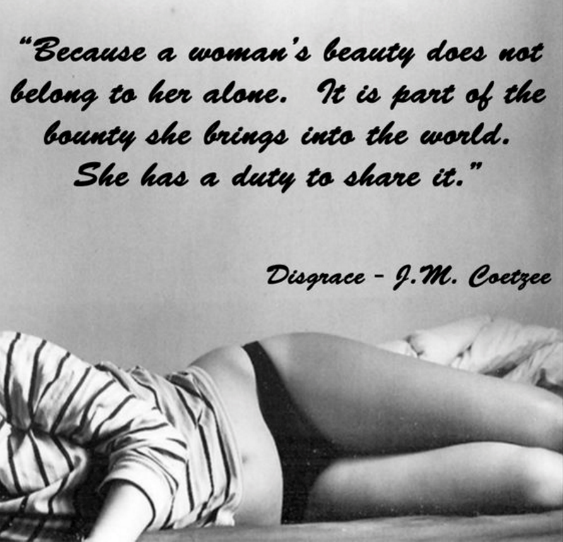 “Because a woman’s beauty does not
belong to her alone. It is part of the
bounty she brings into the world.
She has a duty to share it.”
Disgrace - J.M. Coetzee